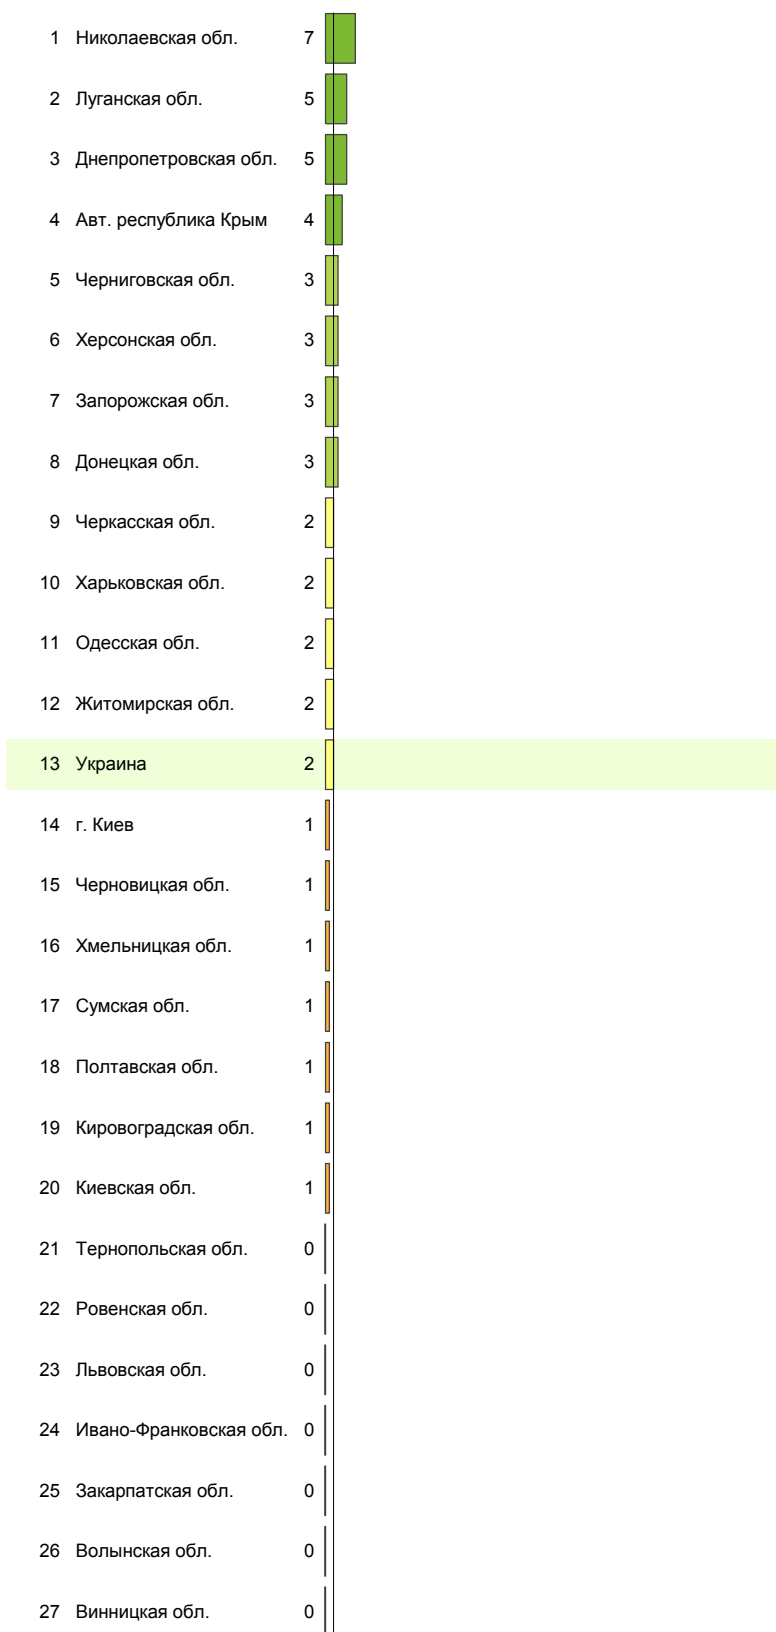 1 Николаевская обл. 7
2 Луганская обл. 5
3 Днепропетровская обл. 5
4 Авт. республика Крым 4
5 Черниговская обл. 3
6 Херсонская обл. 3
7 Запорожская обл. 3
8 Донецкая обл. 3
9 Черкасская обл. 2
10 Харьковская обл. 2
11 Одесская обл. 2
12 Житомирская обл. 2
13 Украина 2
14 г. Киев 1
15 Черновицкая обл. 1
16 Хмельницкая обл. 1
17 Сумская обл. 1
18 Полтавская обл. 1
19 Кировоградская обл. 1
20 Киевская обл. 1
21 Тернопольская обл. 0
22 Ровенская обл. 0
23 Львовская обл. 0
24 Ивано-Франковская обл. 0
25 Закарпатская обл. 0
26 Волынская обл. 0
27 Винницкая обл. 0